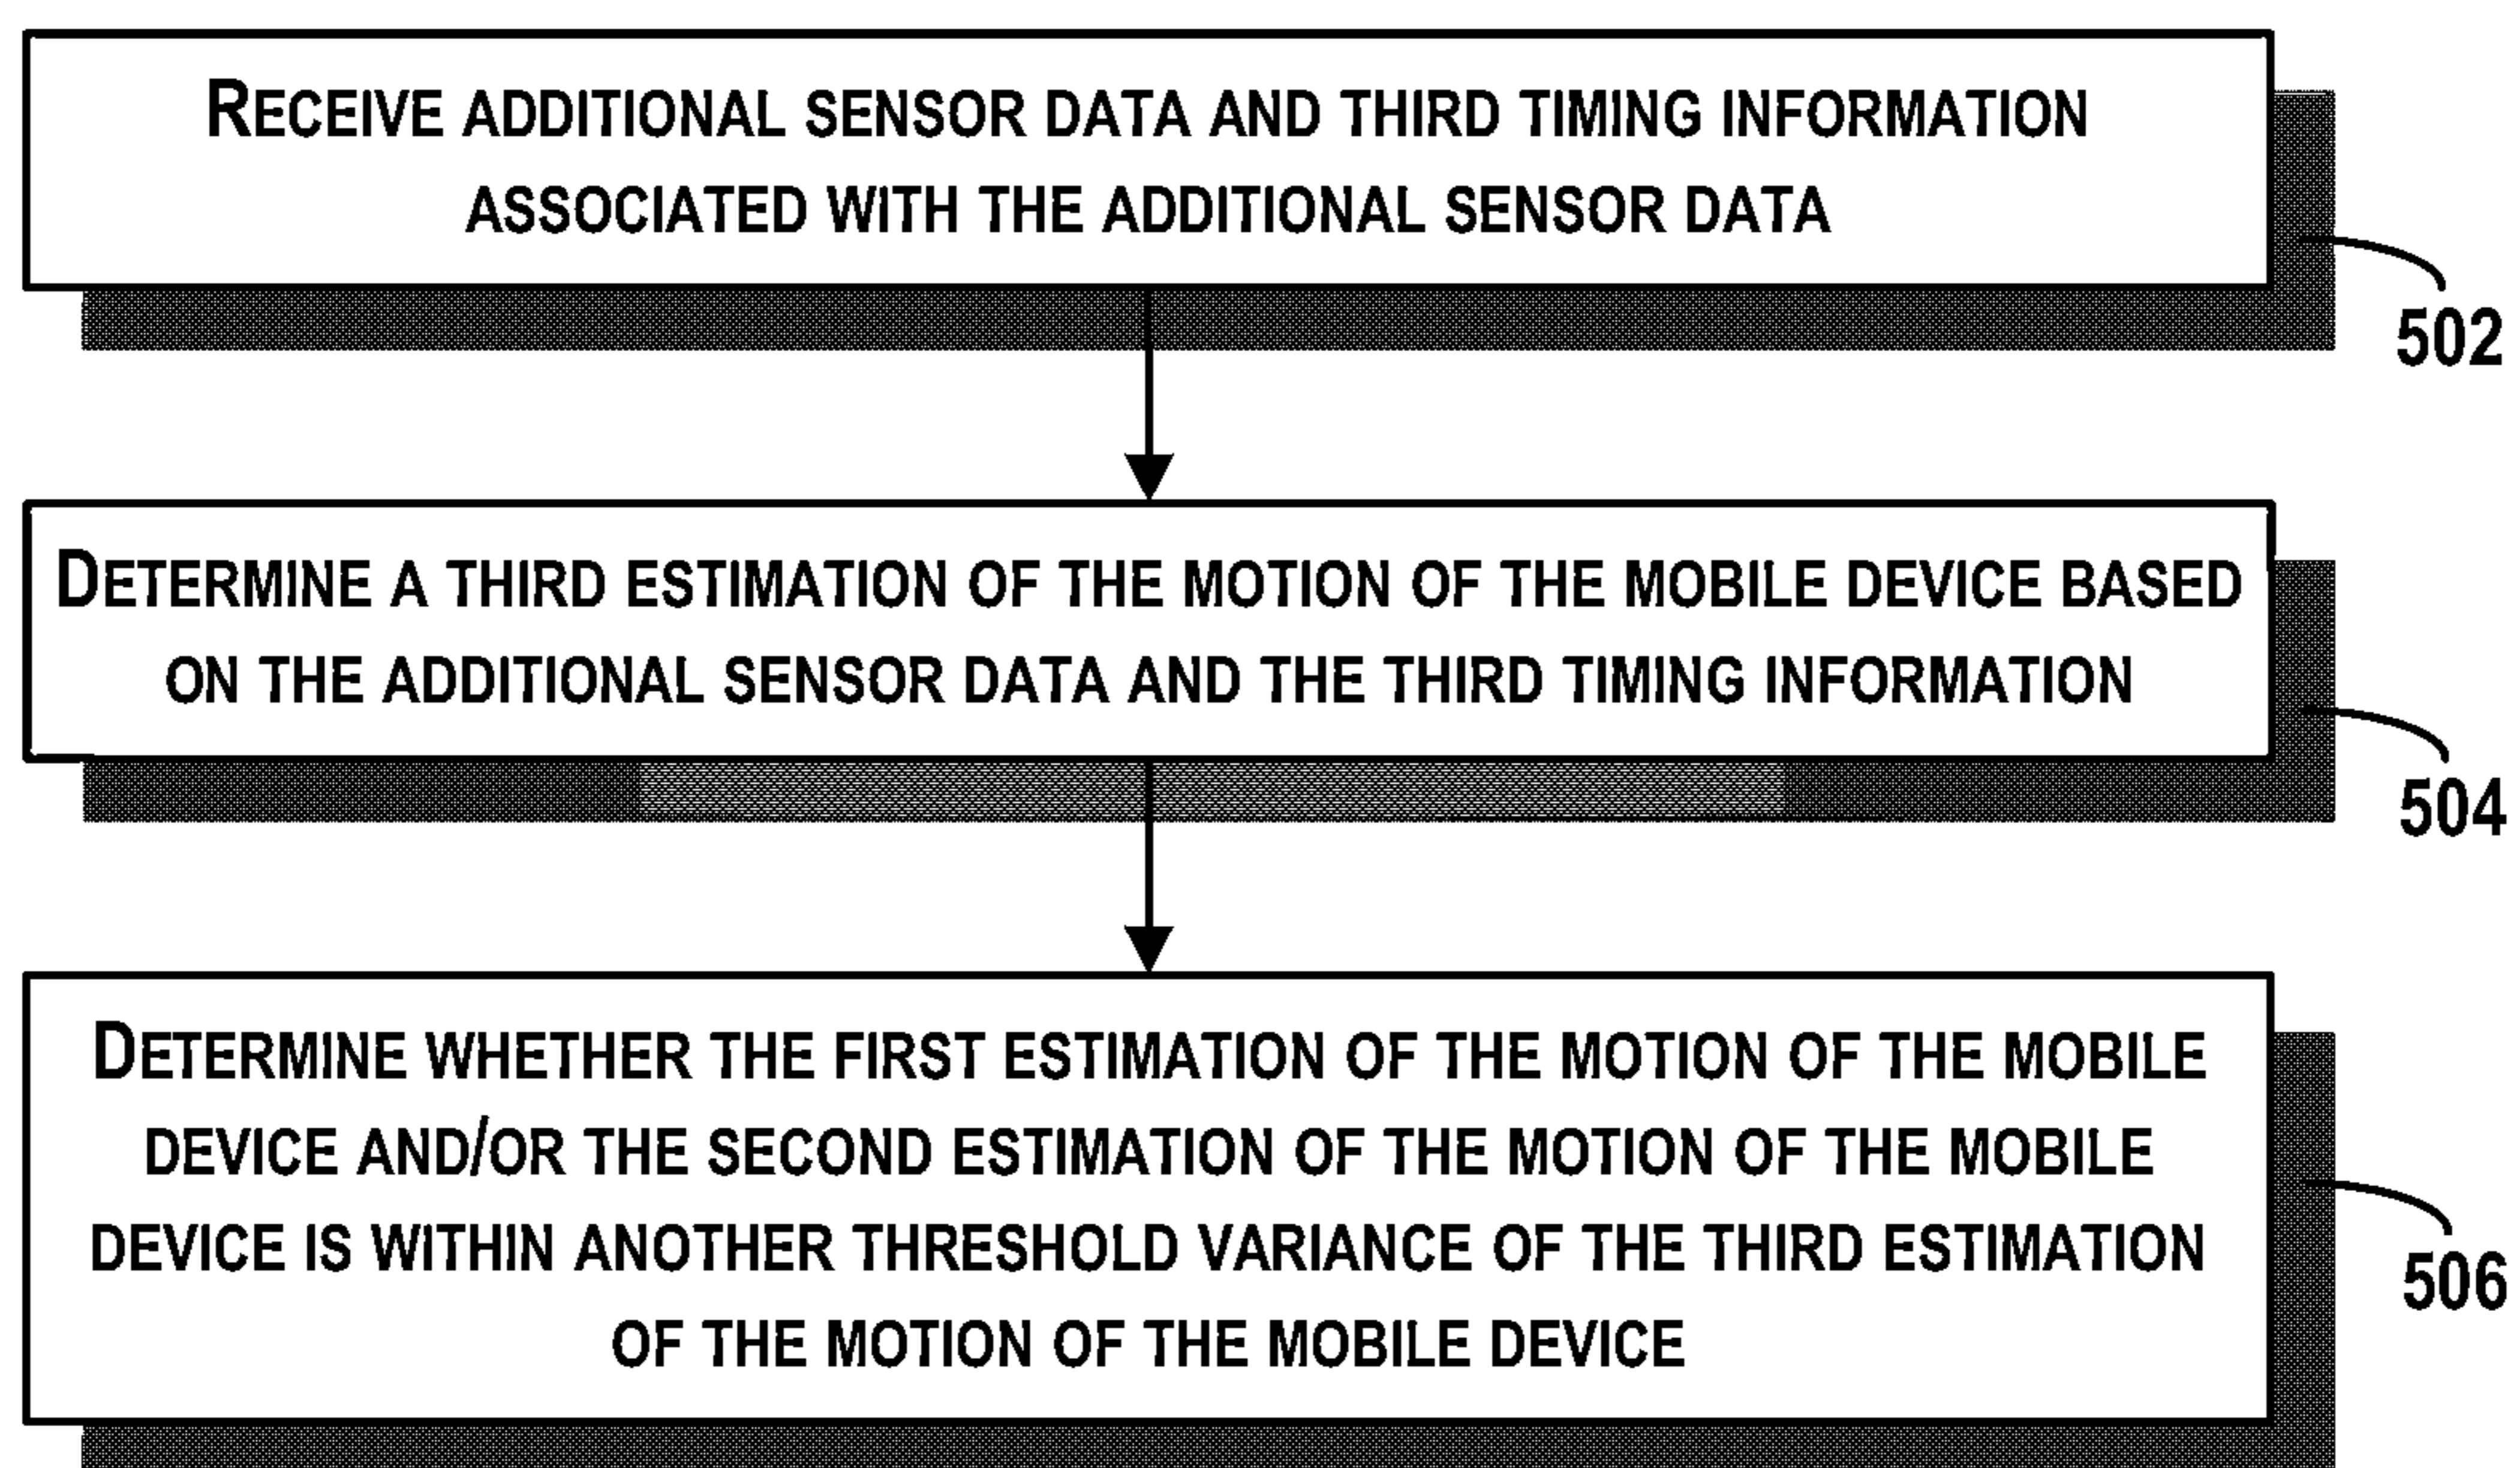 RECEIVE ADDITIONAL SENSOR DATA AND THIRD TIMING INFORMATION
ASSOCIATED WITH THE ADDITIONAL SENSOR DATA
502
DETERMINE A THIRD ESTIMATION OF THE MOTION OF THE MOBILE DEVICE BASED
ON THE ADDITIONAL SENSOR DATA AND THE THIRD TIMING INFORMATION
504
DETERMINE WHETHER THE FIRST ESTIMATION OF THE MOTION OF THE MOBILE
DEVICE AND/OR THE SECOND ESTIMATION OF THE MOTION OF THE MOBILE
DEVICE IS WITHIN ANOTHER THRESHOLD VARIANCE OF THE THIRD ESTIMATION
OF THE MOTION OF THE MOBILE DEVICE
506